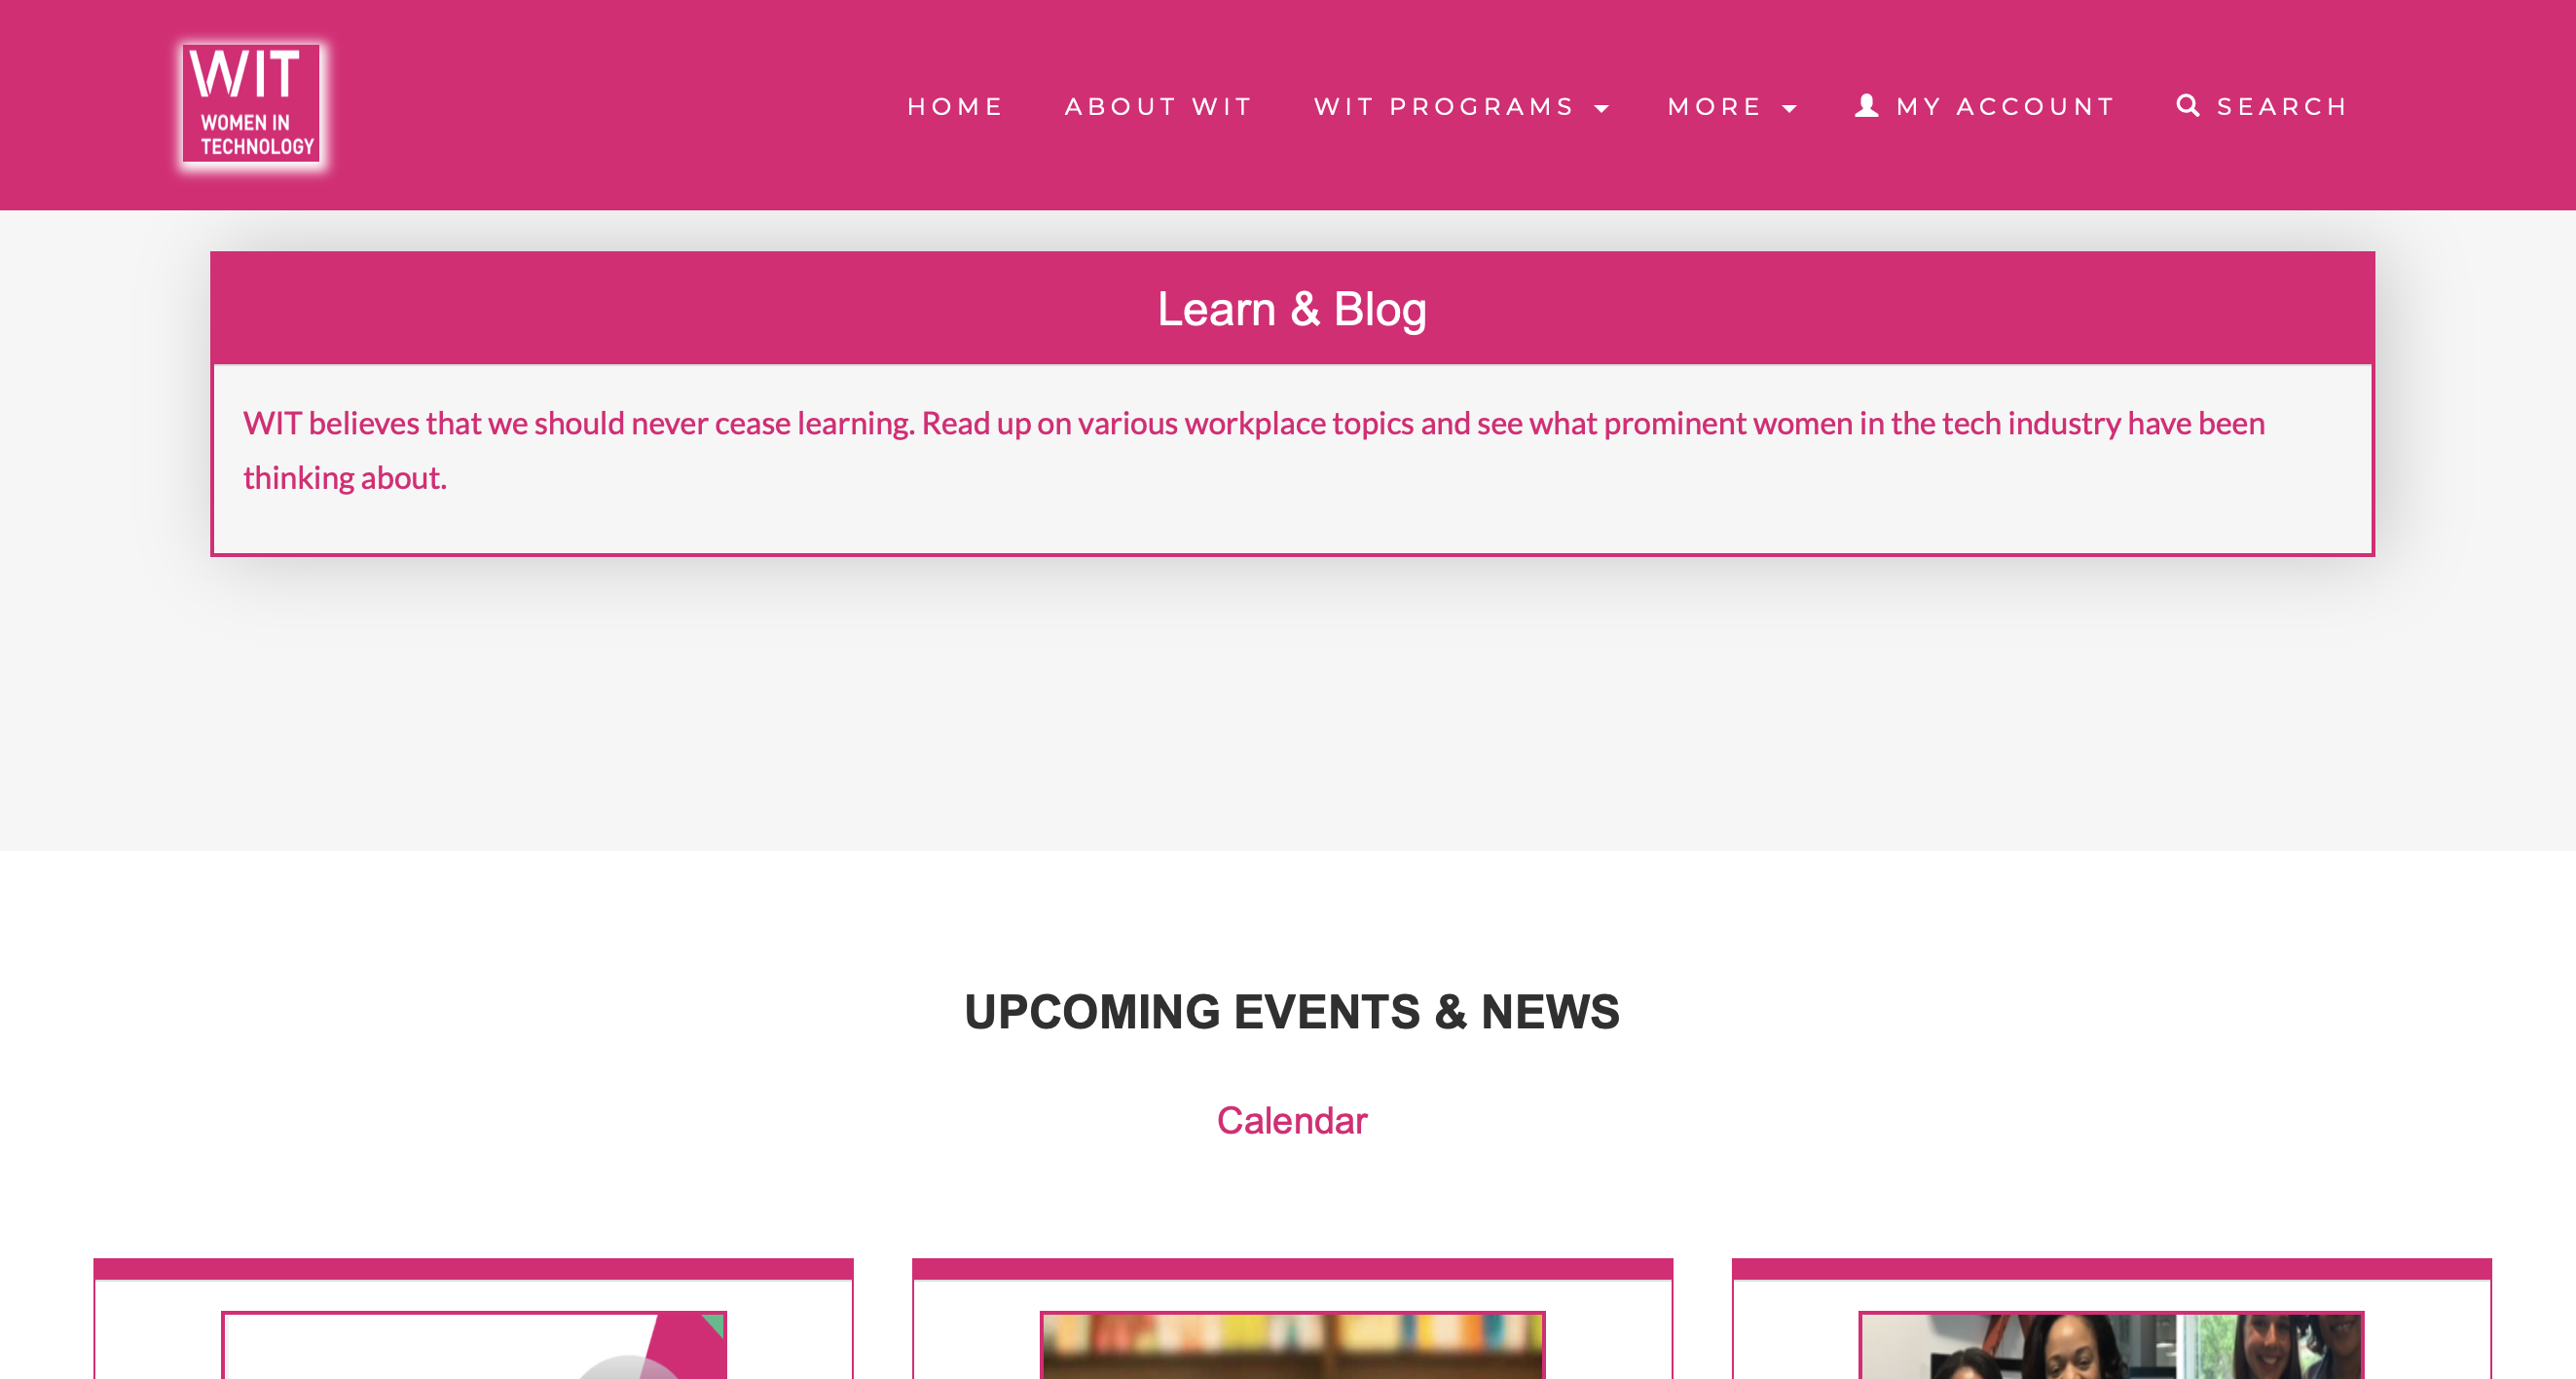 WIT
WOMEN IN
TECHNOLOGY
HOME ABOUT WIT WIT PROGRAMS MORE MY ACCOUNT SEARCH
Learn & Blog
WIT believes that we should never cease learning. Read up on various workplace topics and see what prominent women in the tech industry have been
thinking about.
UPCOMING EVENTS & NEWS
Calendar